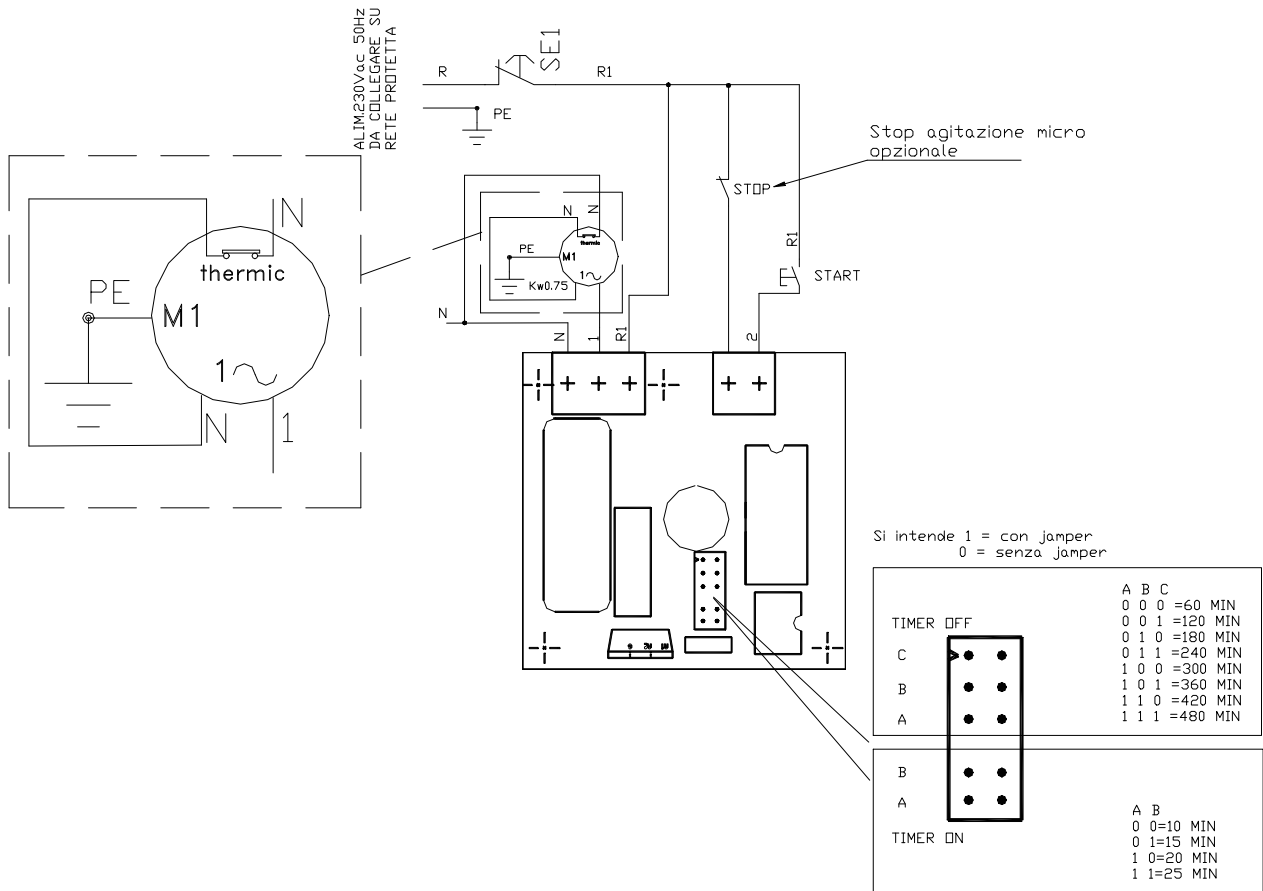 ALIM.230Vac 50Hz
DA COLLEGARE SU
RETE PROTETTA
R
SE1
R1
PE
Stop agitazione micro
opzionale
STOP
R1
START
N
N
PE
thermic
M1
1
Kw0.75
N
N
1
R1
2
N
thermic
PE
M1
1
N
1
Si intende 1 = con jamper
0 = senza jamper
TIMER OFF
C
B
A
A B C
0 0 0 =60 MIN
0 0 1 =120 MIN
0 1 0 =180 MIN
0 1 1 =240 MIN
1 0 0 =300 MIN
1 0 1 =360 MIN
1 1 0 =420 MIN
1 1 1 =480 MIN
B
A
TIMER ON
A B
0 0=10 MIN
0 1=15 MIN
1 0=20 MIN
1 1=25 MIN